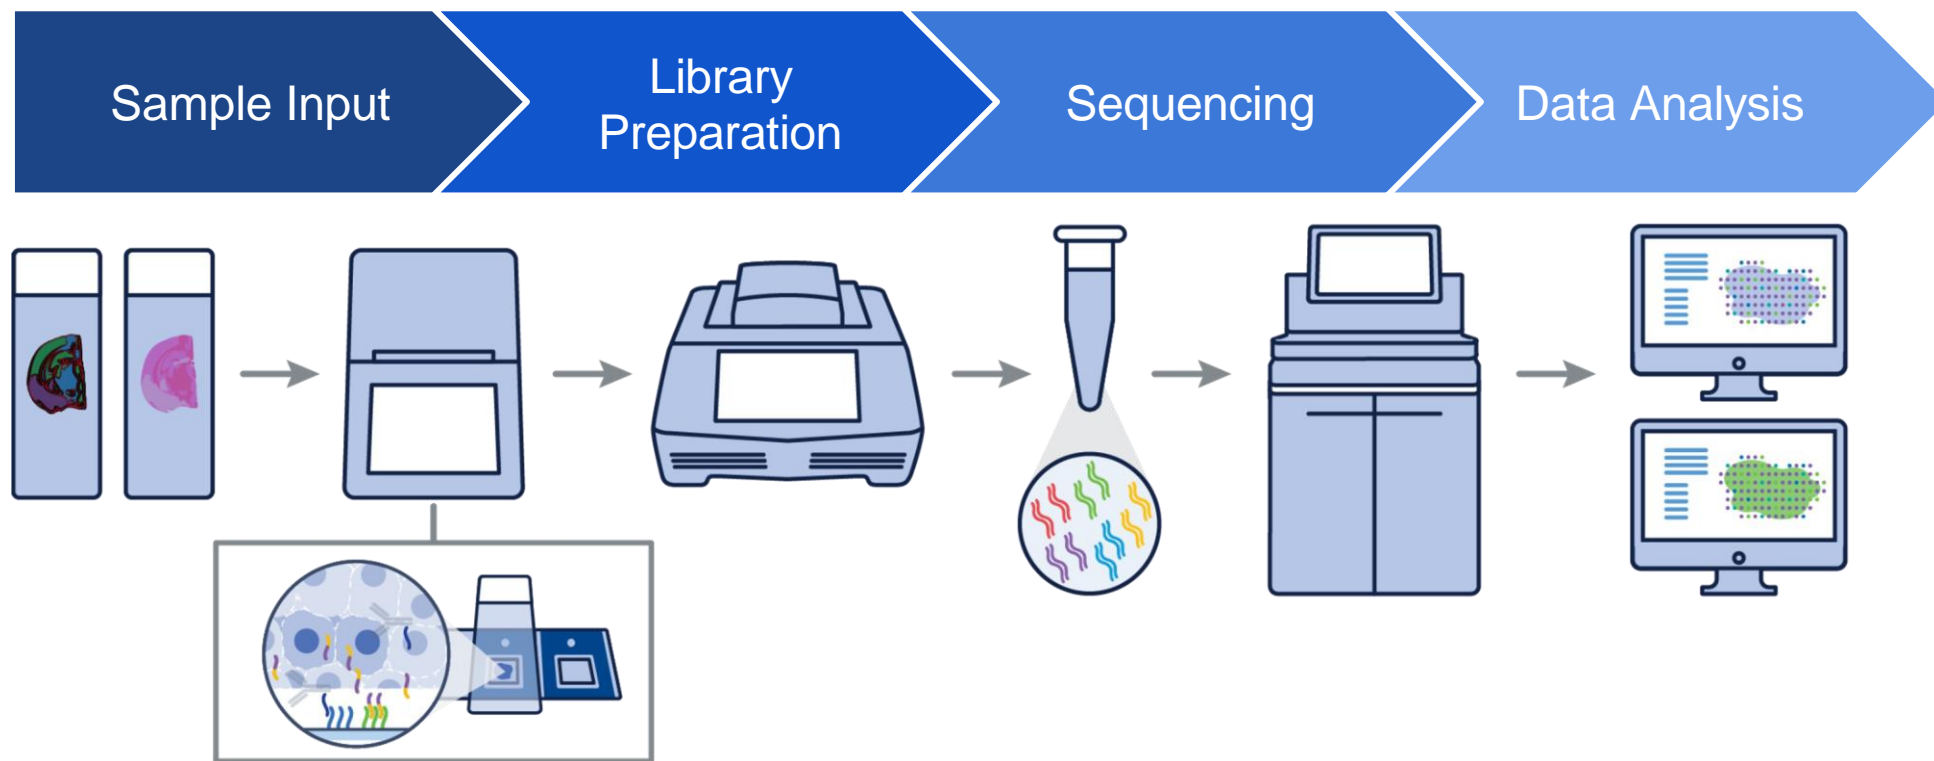 Sample Input
Library
Preparation
Sequencing
Data Analysis